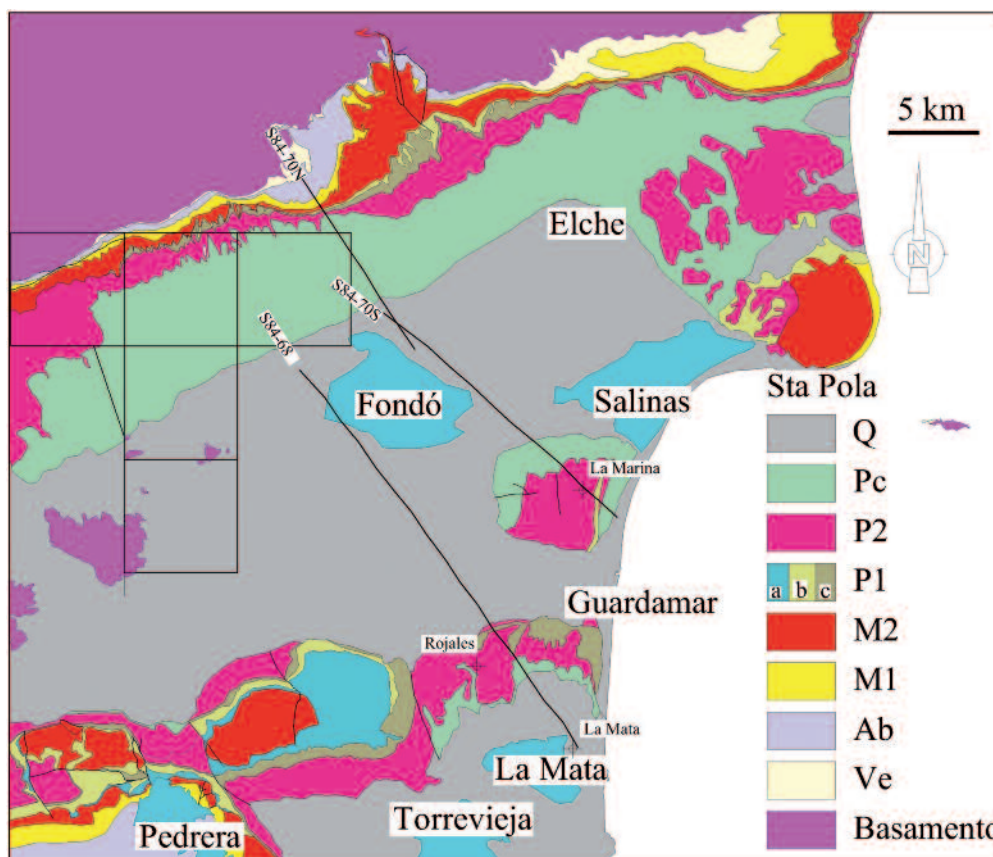 5 km
N
S84-70N
Elche
S84-70S
S84-68
Fondó
Salinas
Sta Pola
La Marina
Guardamar
Rojales
La Mata
La Mata
Torrevieja
Pedrera
Q
Pc
P2
a b c P1
M2
M1
Ab
Ve
Basamento